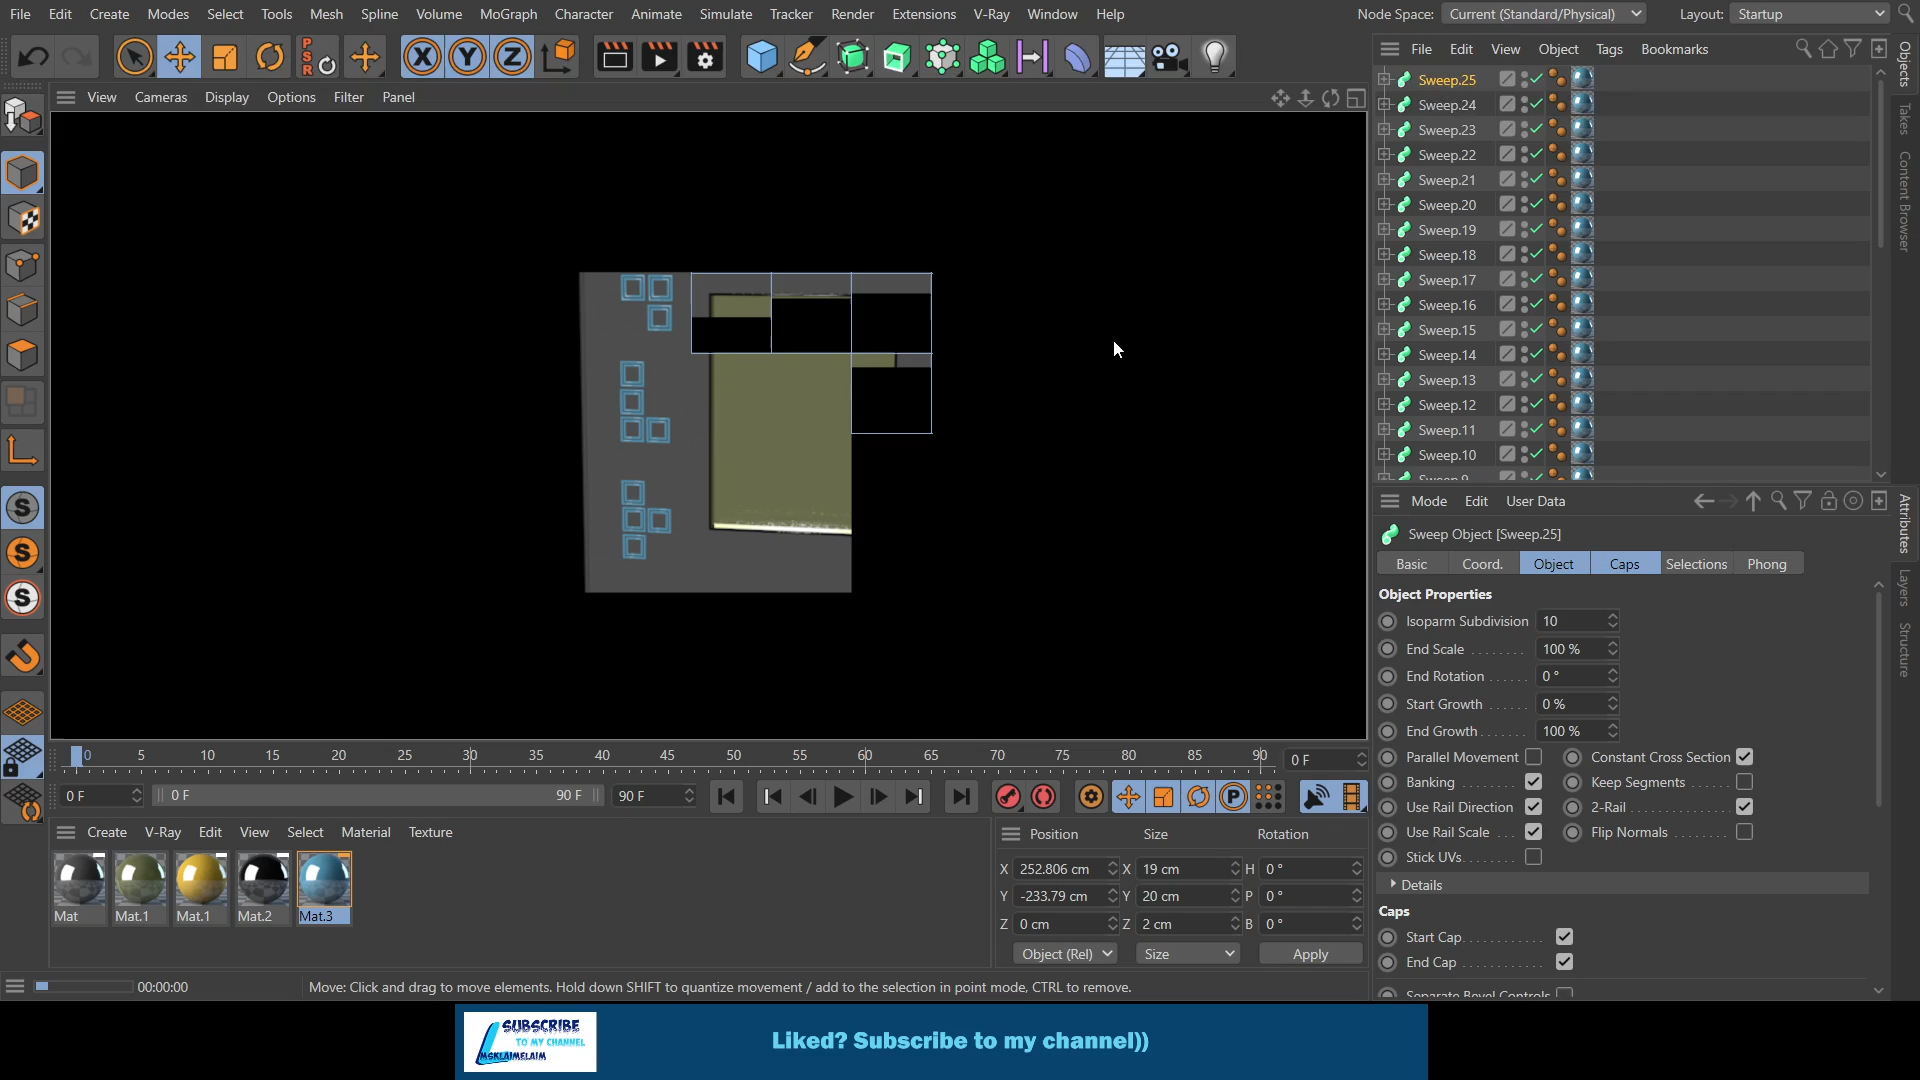 File Edit Create Modes Select Tools Mesh Spline Volume MoGraph Character Animate Simulate Tracker Render Extensions V-Ray Window Help
Node Space: Current (Standard/Physical) Layout: Startup
PSR X Y Z
File Edit View Object Tags Bookmarks
View Cameras Display Options Filter Panel
Sweep.25
Sweep.24
Sweep.23
Sweep.22
Sweep.21
Sweep.20
Sweep.19
Sweep.18
Sweep.17
Sweep.16
Sweep.15
Sweep.14
Sweep.13
Sweep.12
Sweep.11
Sweep.10
Sweep.9
Objects
Takes
Content Browser
Mode Edit User Data
Sweep Object [Sweep.25]
Basic Coord. Object Caps Selections Phong
Object Properties
Isoparm Subdivision 10
End Scale 100 %
End Rotation 0 °
Start Growth 0 %
End Growth 100 %
Parallel Movement Constant Cross Section
Banking Keep Segments
Use Rail Direction 2-Rail
Use Rail Scale Flip Normals
Stick UVs
Details
Caps
Start Cap
End Cap
Separate Bevel Controls
Attributes
Layers
Structure
0 5 10 15 20 25 30 35 40 45 50 55 60 65 70 75 80 85 90 0 F
0 F 0 F 90 F 90 F
Create V-Ray Edit View Select Material Texture
Mat Mat.1 Mat.1 Mat.2 Mat.3
Position Size Rotation
X 252.806 cm X 19 cm H 0 °
Y -233.79 cm Y 20 cm P 0 °
Z 0 cm Z 2 cm B 0 °
Object (Rel) Size Apply
00:00:00 Move: Click and drag to move elements. Hold down SHIFT to quantize movement / add to the selection in point mode, CTRL to remove.
SUBSCRIBE
TO MY CHANNEL
MSKLAIMELAIM
Liked? Subscribe to my channel))